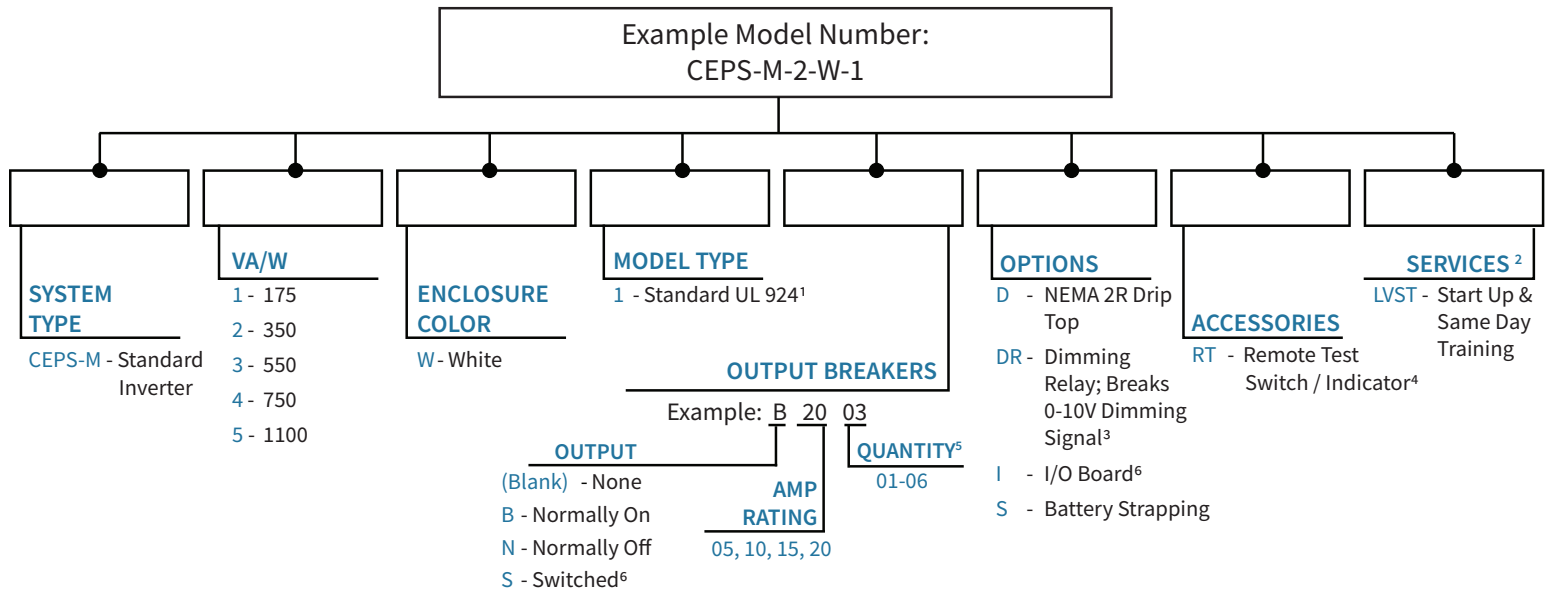 Example Model Number:
CEPS-M-2-W-1
SYSTEM
TYPE
CEPS-M - Standard
Inverter
VA/W
1 - 175
2 - 350
3 - 550
4 - 750
5 - 1100
ENCLOSURE
COLOR
W - White
MODEL TYPE
1 - Standard UL 924¹
OUTPUT BREAKERS
Example: B 20 03
OUTPUT
(Blank) - None
B - Normally On
N - Normally Off
S - Switched⁶
AMP
RATING
05, 10, 15, 20
QUANTITY⁵
01-06
OPTIONS
D - NEMA 2R Drip
Top
DR - Dimming
Relay; Breaks
0-10V Dimming
Signal³
I - I/O Board⁶
S - Battery Strapping
ACCESSORIES
RT - Remote Test
Switch / Indicator⁴
SERVICES ²
LVST - Start Up &
Same Day
Training